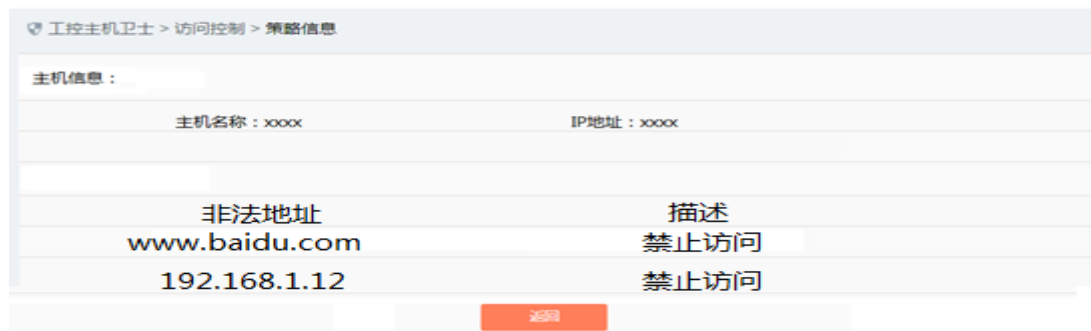 工控主机卫士 > 访问控制 > 策略信息
主机信息：
主机名称：xxxx IP地址：xxxx
非法地址 描述
www.baidu.com 禁止访问
192.168.1.12 禁止访问
返回